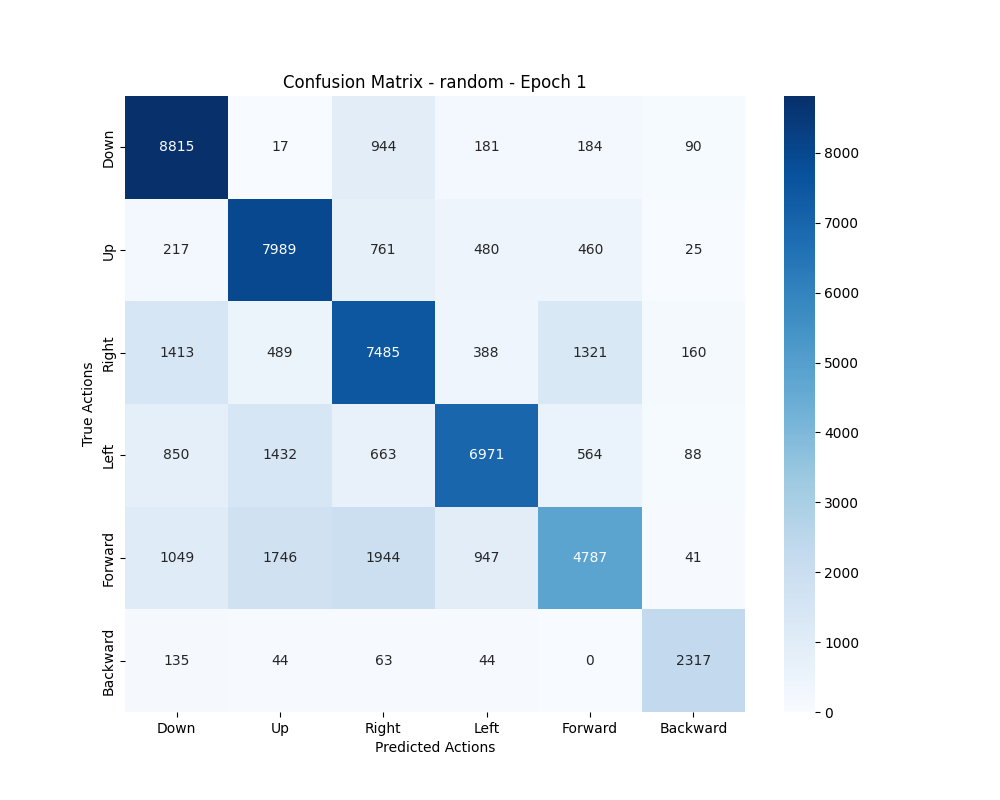 Confusion Matrix - random - Epoch 1
True Actions
Down 8815 17 944 181 184 90
Up 217 7989 761 480 460 25
Right 1413 489 7485 388 1321 160
Left 850 1432 663 6971 564 88
Forward 1049 1746 1944 947 4787 41
Backward 135 44 63 44 0 2317
Down Up Right Left Forward Backward
Predicted Actions
8000
7000
6000
5000
4000
3000
2000
1000
0